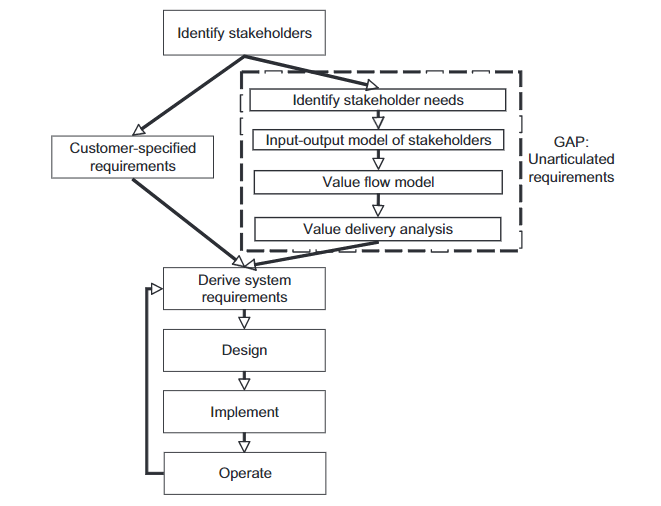 Identify stakeholders
Identify stakeholder needs
Input-output model of stakeholders
Customer-specified
requirements
GAP:
Unarticulated
requirements
Value flow model
Value delivery analysis
Derive system
requirements
Design
Implement
Operate